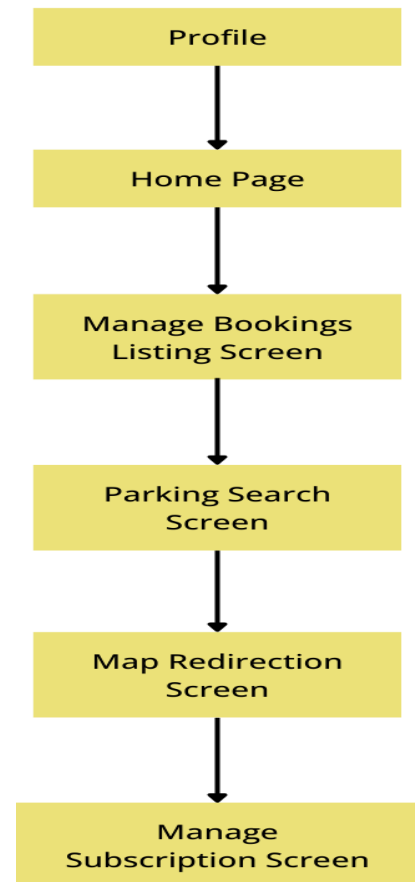 Profile
Home Page
Manage Bookings
Listing Screen
Parking Search
Screen
Map Redirection
Screen
Manage
Subscription Screen